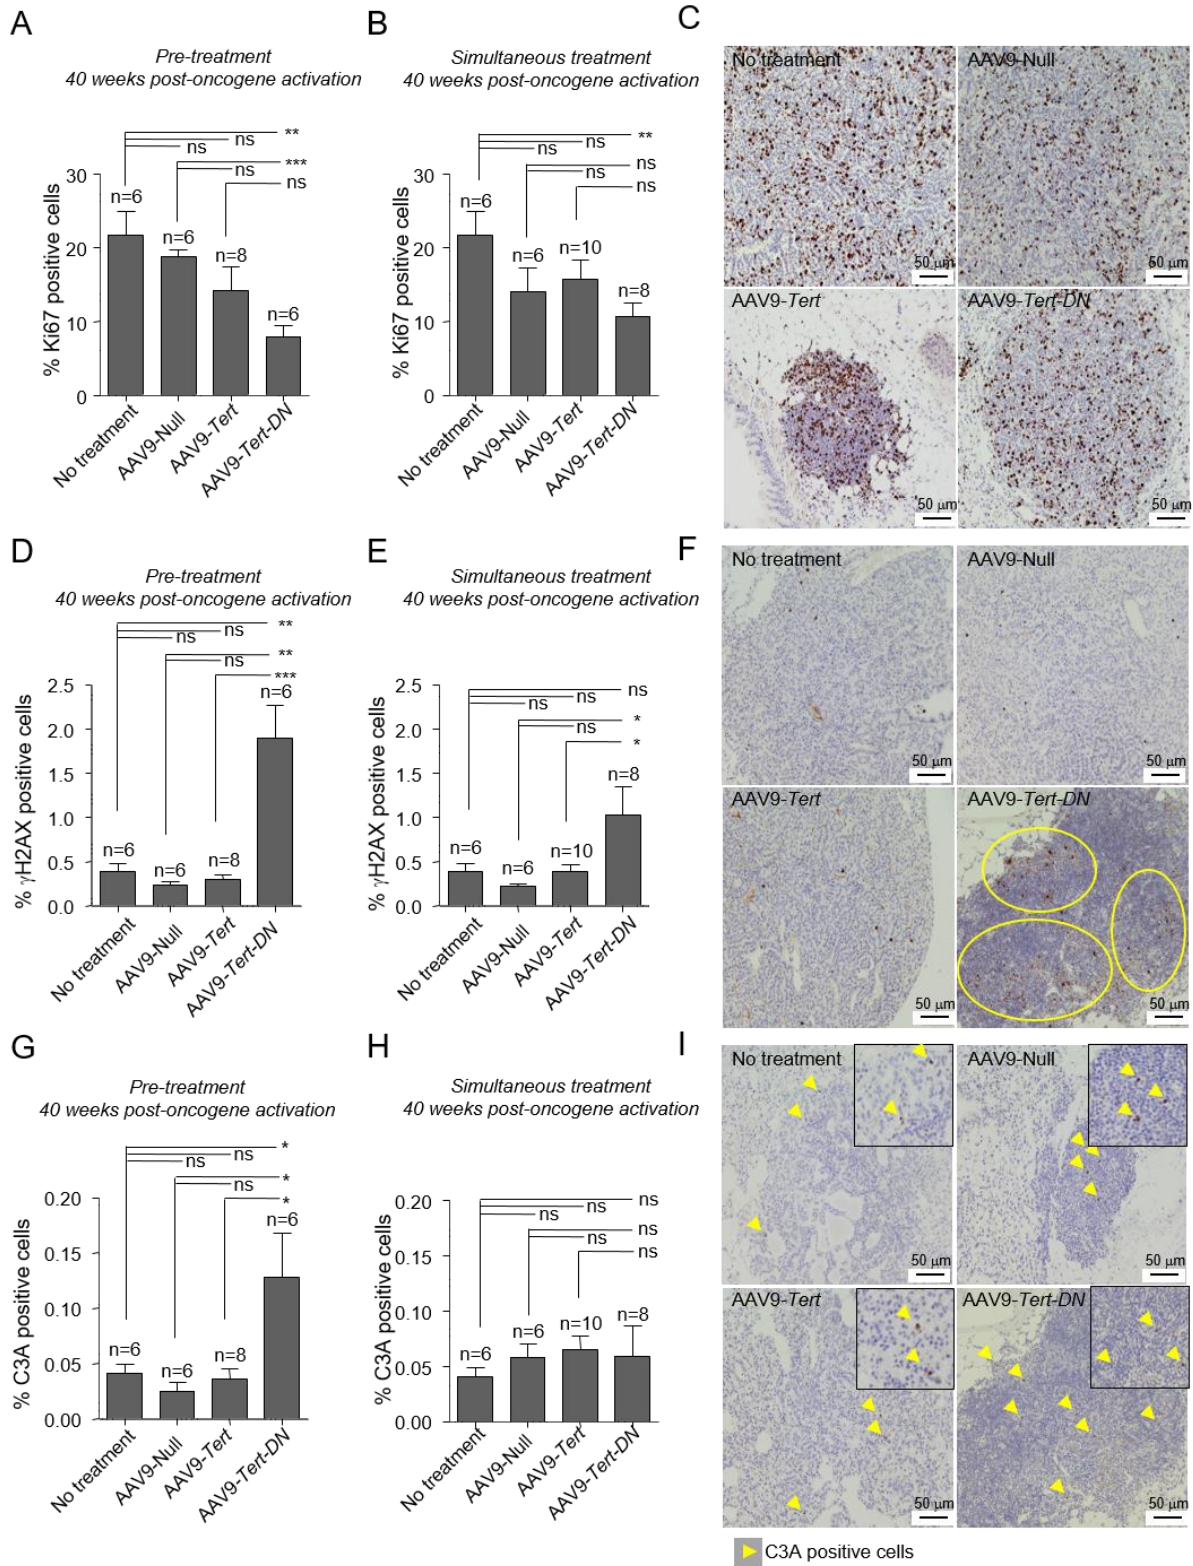 A
Pre-treatment
40 weeks post-oncogene activation
**
ns
ns
***
ns
ns
% Ki67 positive cells
30
20
10
0
n=6
n=6
n=8
n=6
No treatment
AAV9-Null
AAV9-Tert
AAV9-Tert-DN
B
Simultaneous treatment
40 weeks post-oncogene activation
**
ns
ns
ns
ns
ns
% Ki67 positive cells
30
20
10
0
n=6
n=6
n=10
n=8
No treatment
AAV9-Null
AAV9-Tert
AAV9-Tert-DN
C
No treatment
50 µm
AAV9-Null
50 µm
AAV9-Tert
50 µm
AAV9-Tert-DN
50 µm
D
Pre-treatment
40 weeks post-oncogene activation
**
ns
ns
**
ns
***
% γH2AX positive cells
2.5
2.0
1.5
1.0
0.5
0.0
n=6
n=6
n=8
n=6
No treatment
AAV9-Null
AAV9-Tert
AAV9-Tert-DN
E
Simultaneous treatment
40 weeks post-oncogene activation
ns
ns
ns
*
ns
*
% γH2AX positive cells
2.5
2.0
1.5
1.0
0.5
0.0
n=6
n=6
n=10
n=8
No treatment
AAV9-Null
AAV9-Tert
AAV9-Tert-DN
F
No treatment
50 µm
AAV9-Null
50 µm
AAV9-Tert
50 µm
AAV9-Tert-DN
50 µm
G
Pre-treatment
40 weeks post-oncogene activation
*
ns
ns
*
ns
*
% C3A positive cells
0.20
0.15
0.10
0.05
0.00
n=6
n=6
n=8
n=6
No treatment
AAV9-Null
AAV9-Tert
AAV9-Tert-DN
H
Simultaneous treatment
40 weeks post-oncogene activation
ns
ns
ns
ns
ns
ns
% C3A positive cells
0.20
0.15
0.10
0.05
0.00
n=6
n=6
n=10
n=8
No treatment
AAV9-Null
AAV9-Tert
AAV9-Tert-DN
I
No treatment
50 µm
AAV9-Null
50 µm
AAV9-Tert
50 µm
AAV9-Tert-DN
50 µm
C3A positive cells